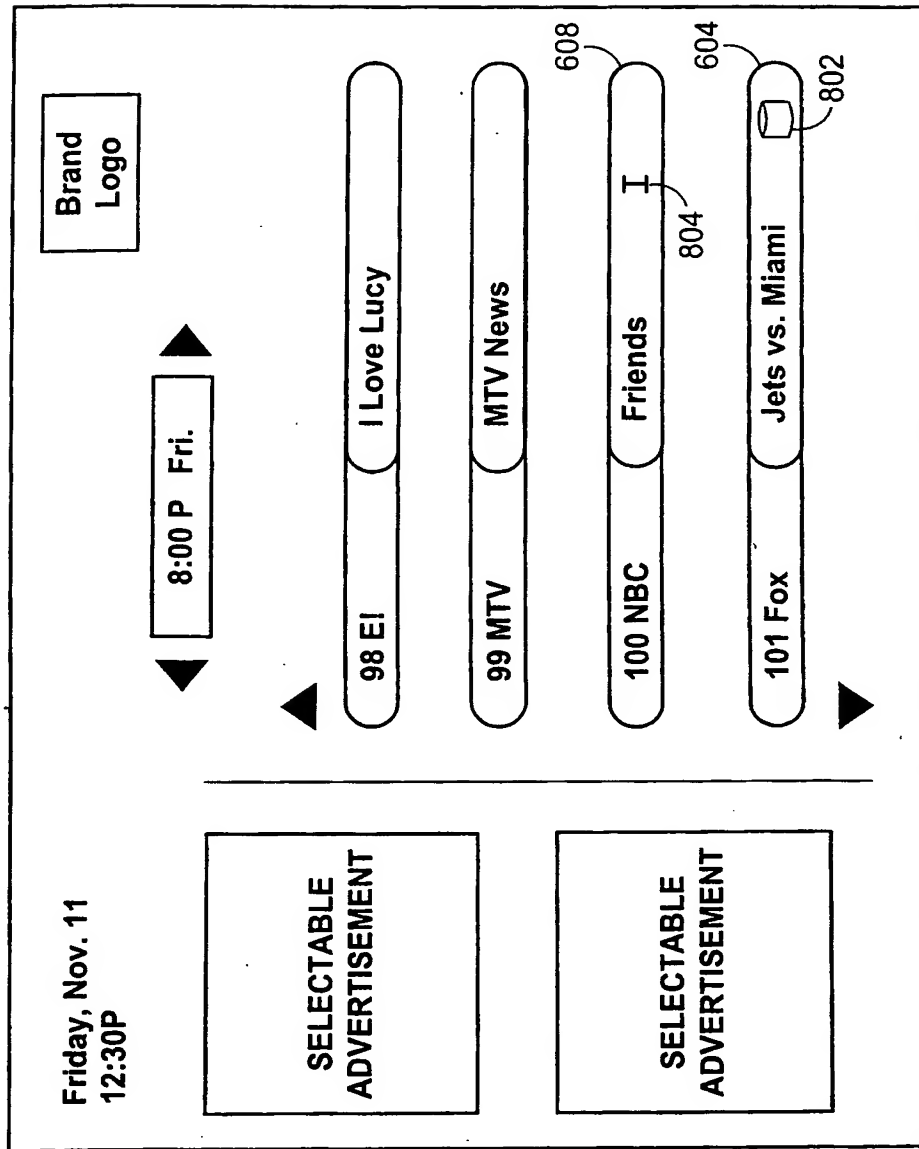 Friday, Nov. 11
12:30P
Brand
Logo
8:00 P Fri.
SELECTABLE
ADVERTISEMENT
SELECTABLE
ADVERTISEMENT
98 E!
I Love Lucy
99 MTV
MTV News
100 NBC
Friends
608
804
101 Fox
Jets vs. Miami
604
802